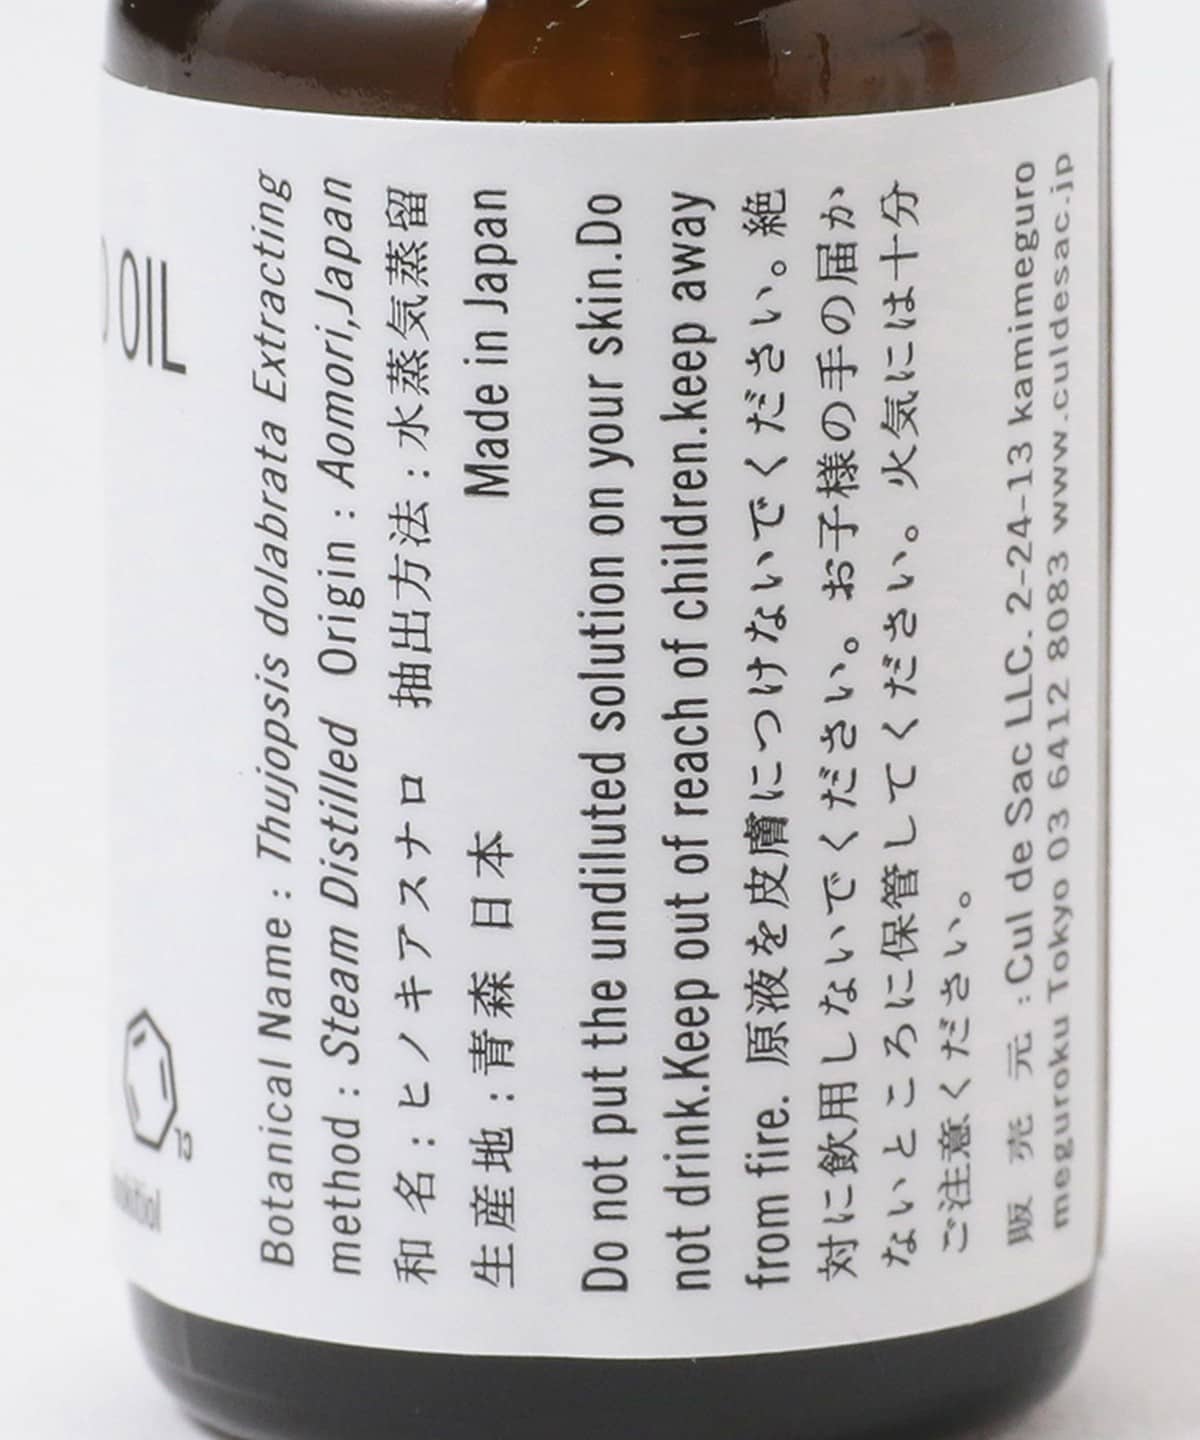 OIL
13
Botanical Name : Thujopsis dolabrata Extracting
method : Steam Distilled Origin : Aomori,Japan
和 名 : ヒノキアスナロ 抽出方法 : 水蒸気蒸留
生産地 : 青森 日本 Made in Japan
Do not put the undiluted solution on your skin.Do
not drink.Keep out of reach of children.keep away
from fire. 原液を皮膚につけないでください。絶
対に飲用しないでください。お子様の手の届か
ないところに保管してください。火気には十分
ご注意ください。
販 売 元 : Cul de Sac LLC. 2-24-13 kamimeguro
meguroku Tokyo 03 6412 8083 www.culdesac.jp